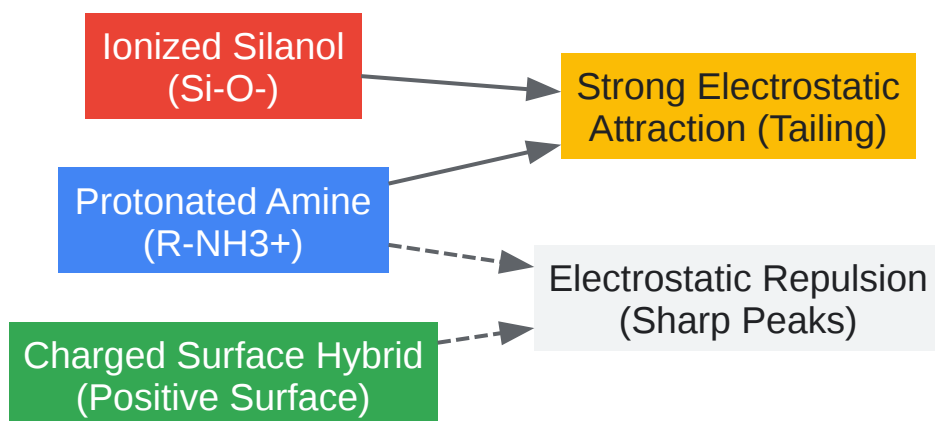 Ionized Silanol
(Si-O-)
Strong Electrostatic
Attraction (Tailing)
Protonated Amine
(R-NH3+)
Electrostatic Repulsion
(Sharp Peaks)
Charged Surface Hybrid
(Positive Surface)